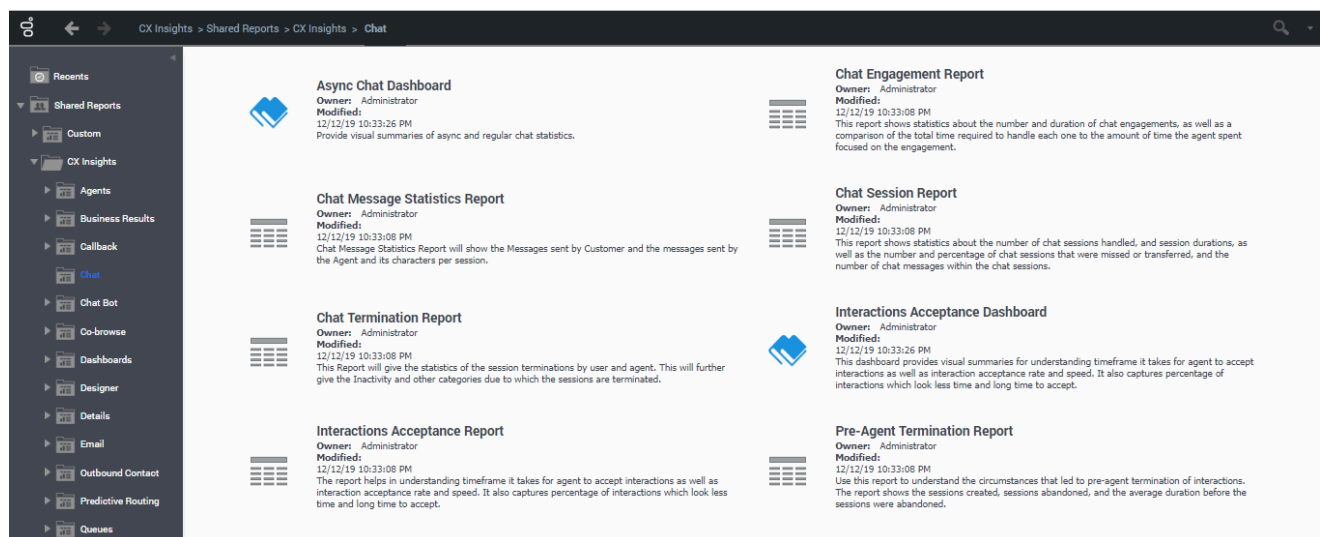 CX Insights > Shared Reports > CX Insights > Chat
Recents
Shared Reports
Custom
CX Insights
Agents
Business Results
Callback
Chat
Chat Bot
Co-browse
Dashboards
Designer
Details
Email
Outbound Contact
Predictive Routing
Queues
Async Chat Dashboard
Owner: Administrator
Modified:
12/12/19 10:33:26 PM
Provide visual summaries of async and regular chat statistics.
Chat Engagement Report
Owner: Administrator
Modified:
12/12/19 10:33:08 PM
This report shows statistics about the number and duration of chat engagements, as well as a
comparison of the total time required to handle each one to the amount of time the agent spent
focused on the engagement.
Chat Message Statistics Report
Owner: Administrator
Modified:
12/12/19 10:33:08 PM
Chat Message Statistics Report will show the Messages sent by Customer and the messages sent by
the Agent and its characters per session.
Chat Session Report
Owner: Administrator
Modified:
12/12/19 10:33:08 PM
This report shows statistics about the number of chat sessions handled, and session durations, as
well as the number and percentage of chat sessions that were missed or transferred, and the
number of chat messages within the chat sessions.
Chat Termination Report
Owner: Administrator
Modified:
12/12/19 10:33:08 PM
This Report will give the statistics of the session terminations by user and agent. This will further
give the Inactivity and other categories due to which the sessions are terminated.
Interactions Acceptance Dashboard
Owner: Administrator
Modified:
12/12/19 10:33:26 PM
This dashboard provides visual summaries for understanding timeframe it takes for agent to accept
interactions as well as interaction acceptance rate and speed. It also captures percentage of
interactions which look less time and long time to accept.
Interactions Acceptance Report
Owner: Administrator
Modified:
12/12/19 10:33:08 PM
The report helps in understanding timeframe it takes for agent to accept interactions as well as
interaction acceptance rate and speed. It also captures percentage of interactions which look less
time and long time to accept.
Pre-Agent Termination Report
Owner: Administrator
Modified:
12/12/19 10:33:08 PM
Use this report to understand the circumstances that led to pre-agent termination of interactions.
The report shows the sessions created, sessions abandoned, and the average duration before the
sessions were abandoned.